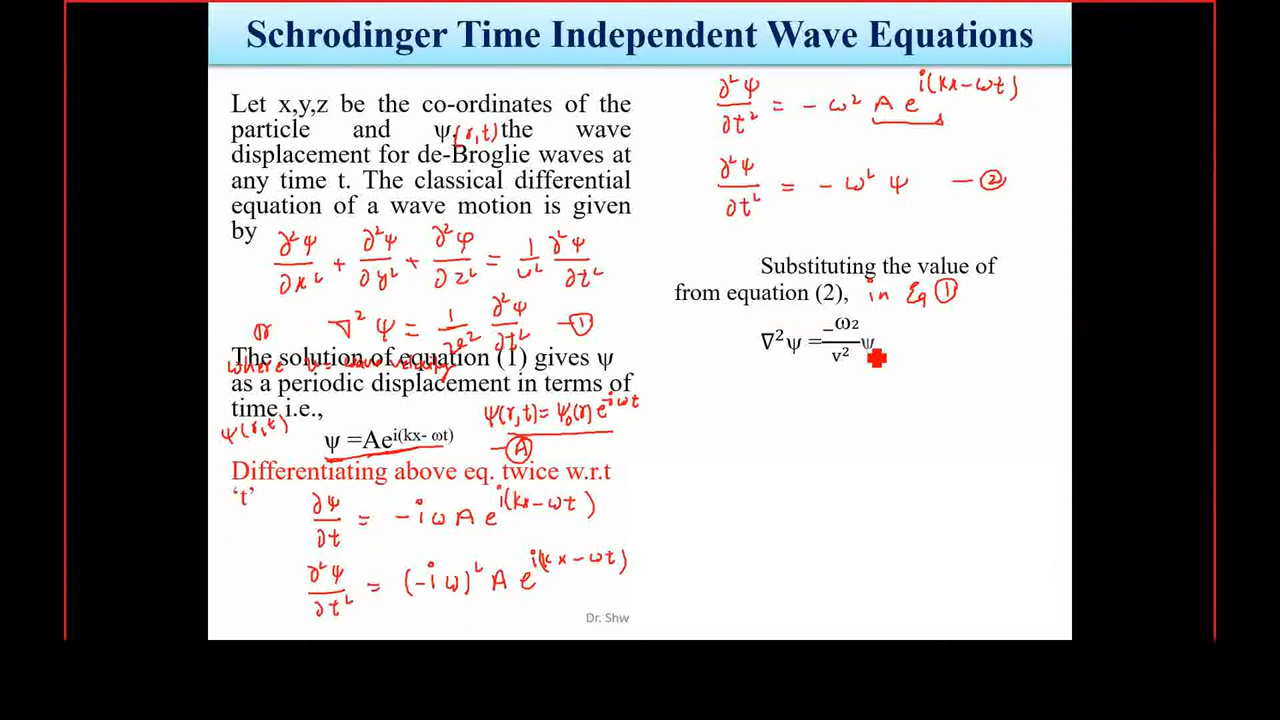 Schrodinger Time Independent Wave Equations
Let x,y,z be the co-ordinates of the
particle and ψ(r,t) the wave
displacement for de-Broglie waves at
any time t. The classical differential
equation of a wave motion is given
by
∂²ψ/∂x² + ∂²ψ/∂y² + ∂²φ/∂z² = 1/v² ∂²ψ/∂t²
or ∇²ψ = 1/v² ∂²ψ/∂t² –①
The solution of equation (1) gives ψ
where v = wave velocity
as a periodic displacement in terms of
time i.e.,
ψ(r,t) = ψ₀(r) e^-iωt
ψ(r,t)
ψ =Ae^i(kx- ωt) –Ⓐ
Differentiating above eq. twice w.r.t
‘t’
∂ψ/∂t = -iωA e^i(kx-ωt)
∂²ψ/∂t² = (-iω)² A e^i(kx-ωt)
∂²ψ/∂t² = -ω² A e^i(kx-ωt)
∂²ψ/∂t² = -ω² ψ –②
Substituting the value of
from equation (2), in Eq ①
∇²ψ =−ω2/v² ψ
Dr. Shw